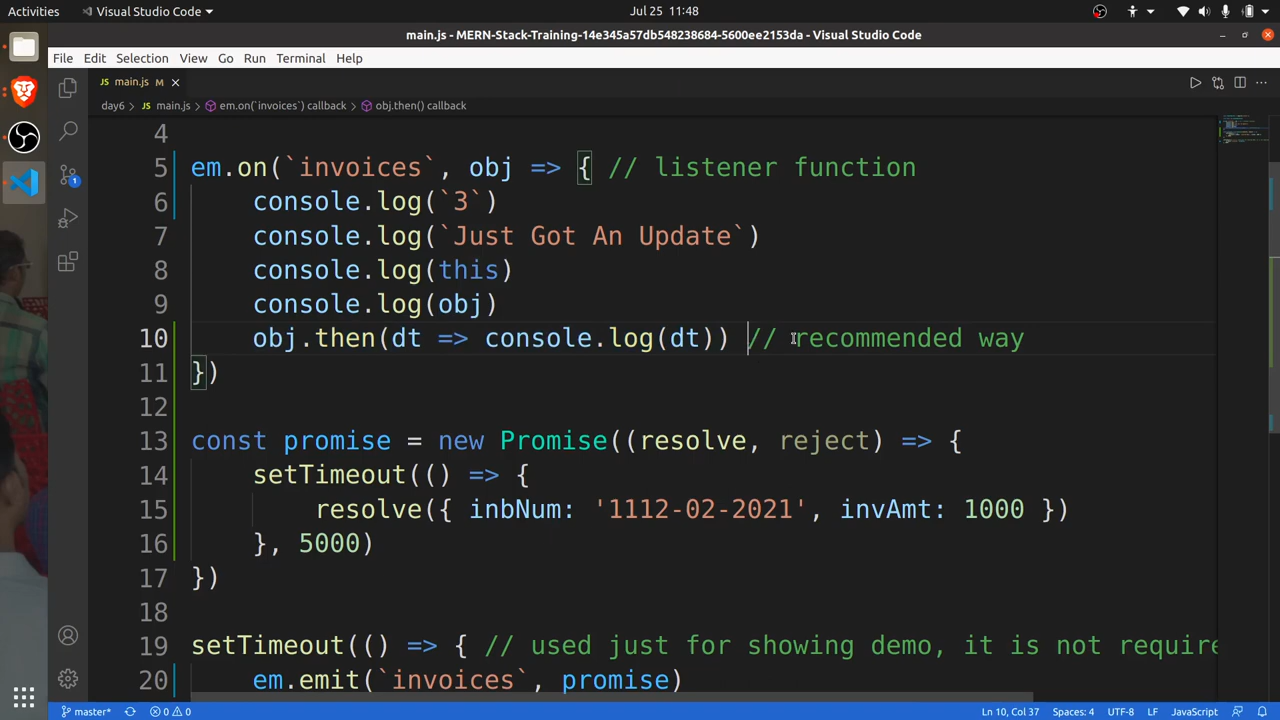 Activities
Visual Studio Code
Jul 25 11:48
main.js - MERN-Stack-Training-14e345a57db548238684-5600ee2153da - Visual Studio Code
File Edit Selection View Go Run Terminal Help
JS main.js M
day6 > JS main.js > em.on(`invoices`) callback > obj.then() callback
4
5 em.on(`invoices`, obj => { // listener function
6 console.log(`3`)
7 console.log(`Just Got An Update`)
8 console.log(this)
9 console.log(obj)
10 obj.then(dt => console.log(dt)) // recommended way
11 })
12
13 const promise = new Promise((resolve, reject) => {
14 setTimeout(() => {
15 resolve({ inbNum: '1112-02-2021', invAmt: 1000 })
16 }, 5000)
17 })
18
19 setTimeout(() => { // used just for showing demo, it is not require
20 em.emit(`invoices`, promise)
1
master* 0 0 Ln 10, Col 37 Spaces: 4 UTF-8 LF JavaScript